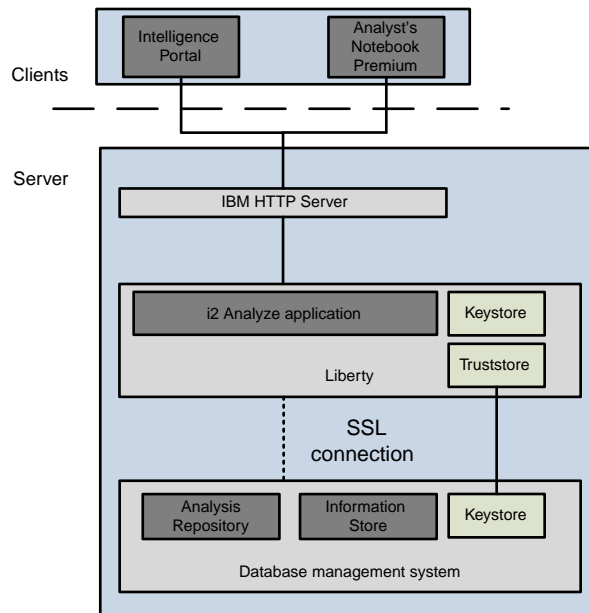 Intelligence
Portal
Analyst's
Notebook
Premium
Clients
Server
IBM HTTP Server
i2 Analyze application
Keystore
Truststore
Liberty
SSL
connection
Analysis
Repository
Information
Store
Keystore
Database management system